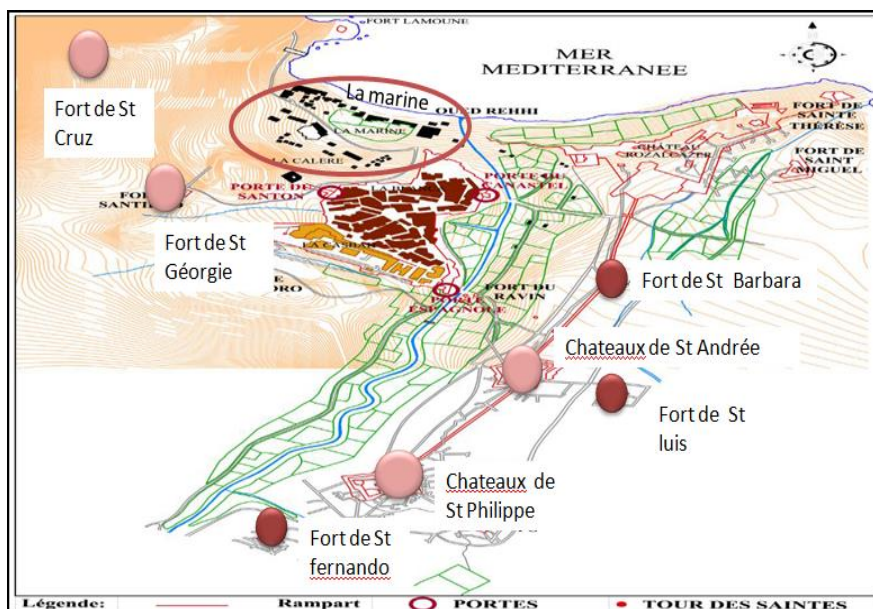 FORT LAMOUNE
MER
MEDITERRANEE
Fort de St
Cruz
La marine
OUED REHHI
LA MARINE
FORT DE
SAINTE
THÉRÈSE
CHÂTEAU
ROZALCAZER
FORT DE
SAINT
MIGUEL
LA CALERE
PORTE DE
SANTON
PORTE DU
CANASTEL
Fort de St
Géorgie
LA CASBAH
FORT DU
RAVIN
PORTE
ESPAGNOLE
Fort de St Barbara
Chateaux de St Andrée
Fort de St
luis
Chateaux de
St Philippe
Fort de St
fernando
Légende: Rampart PORTES TOUR DES SAINTES